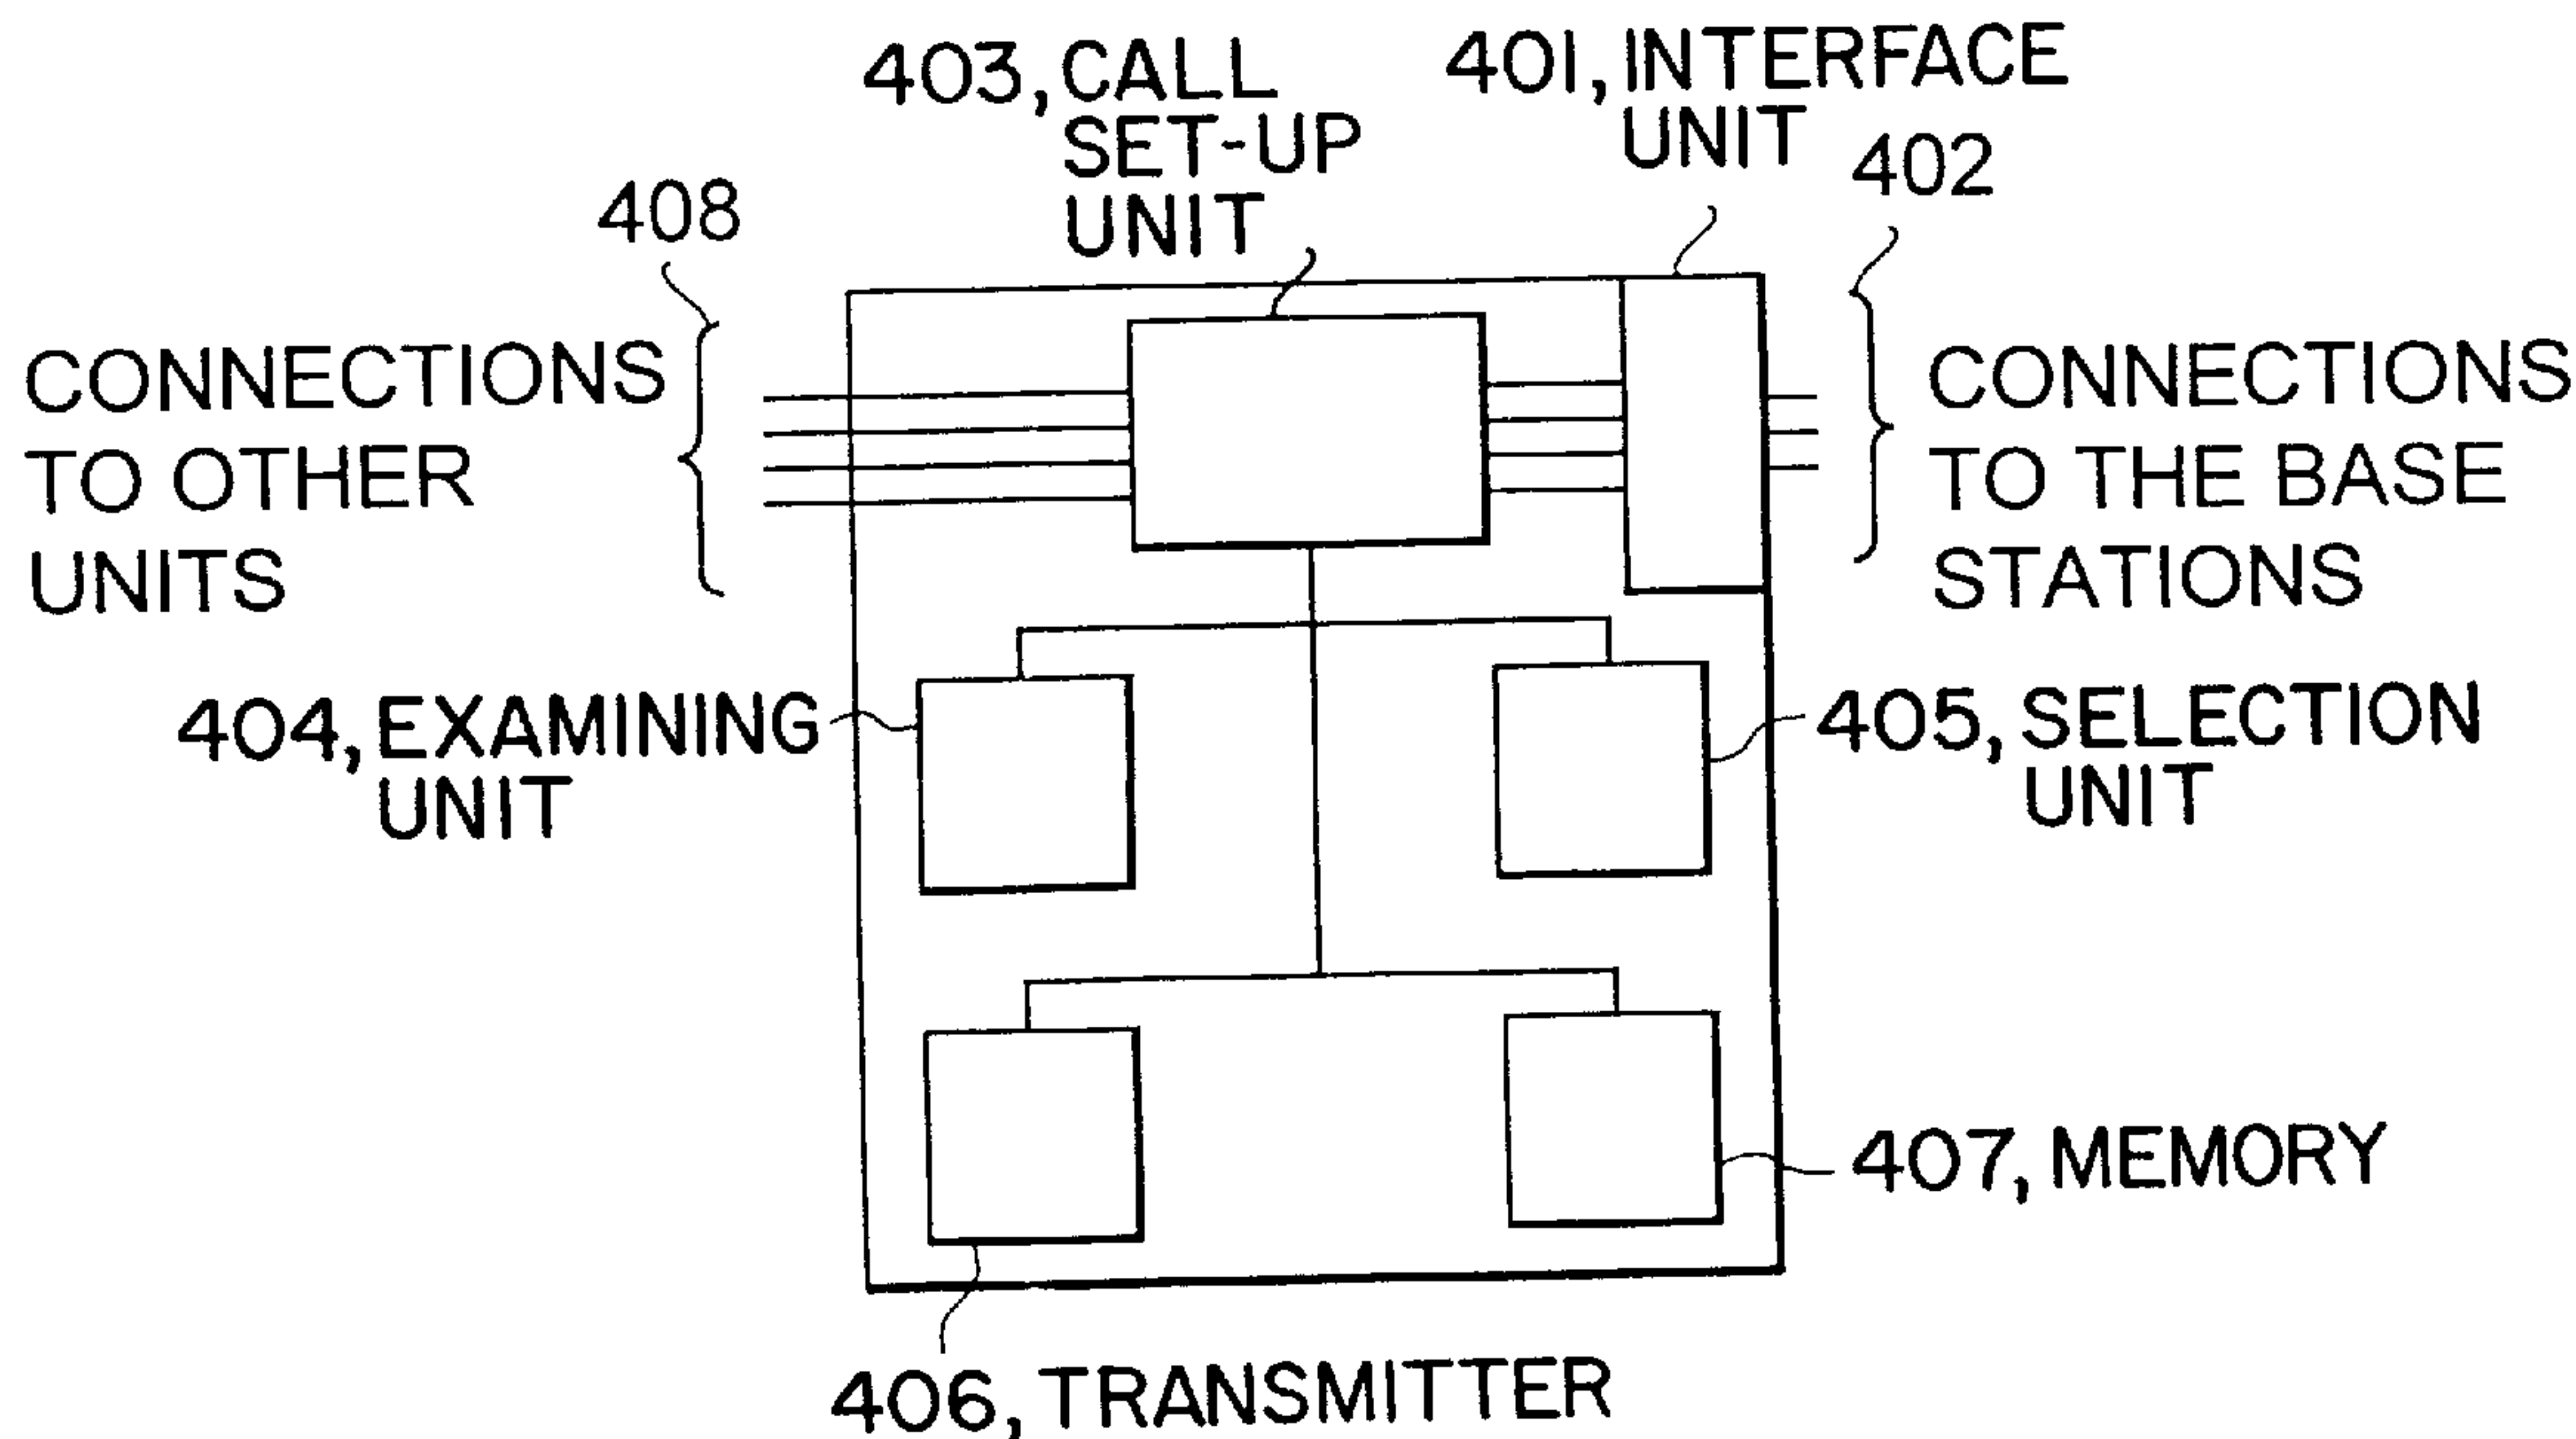 403, CALL
SET-UP
UNIT
401, INTERFACE
UNIT
402
408
CONNECTIONS
TO OTHER
UNITS
CONNECTIONS
TO THE BASE
STATIONS
404, EXAMINING
UNIT
405, SELECTION
UNIT
407, MEMORY
406, TRANSMITTER